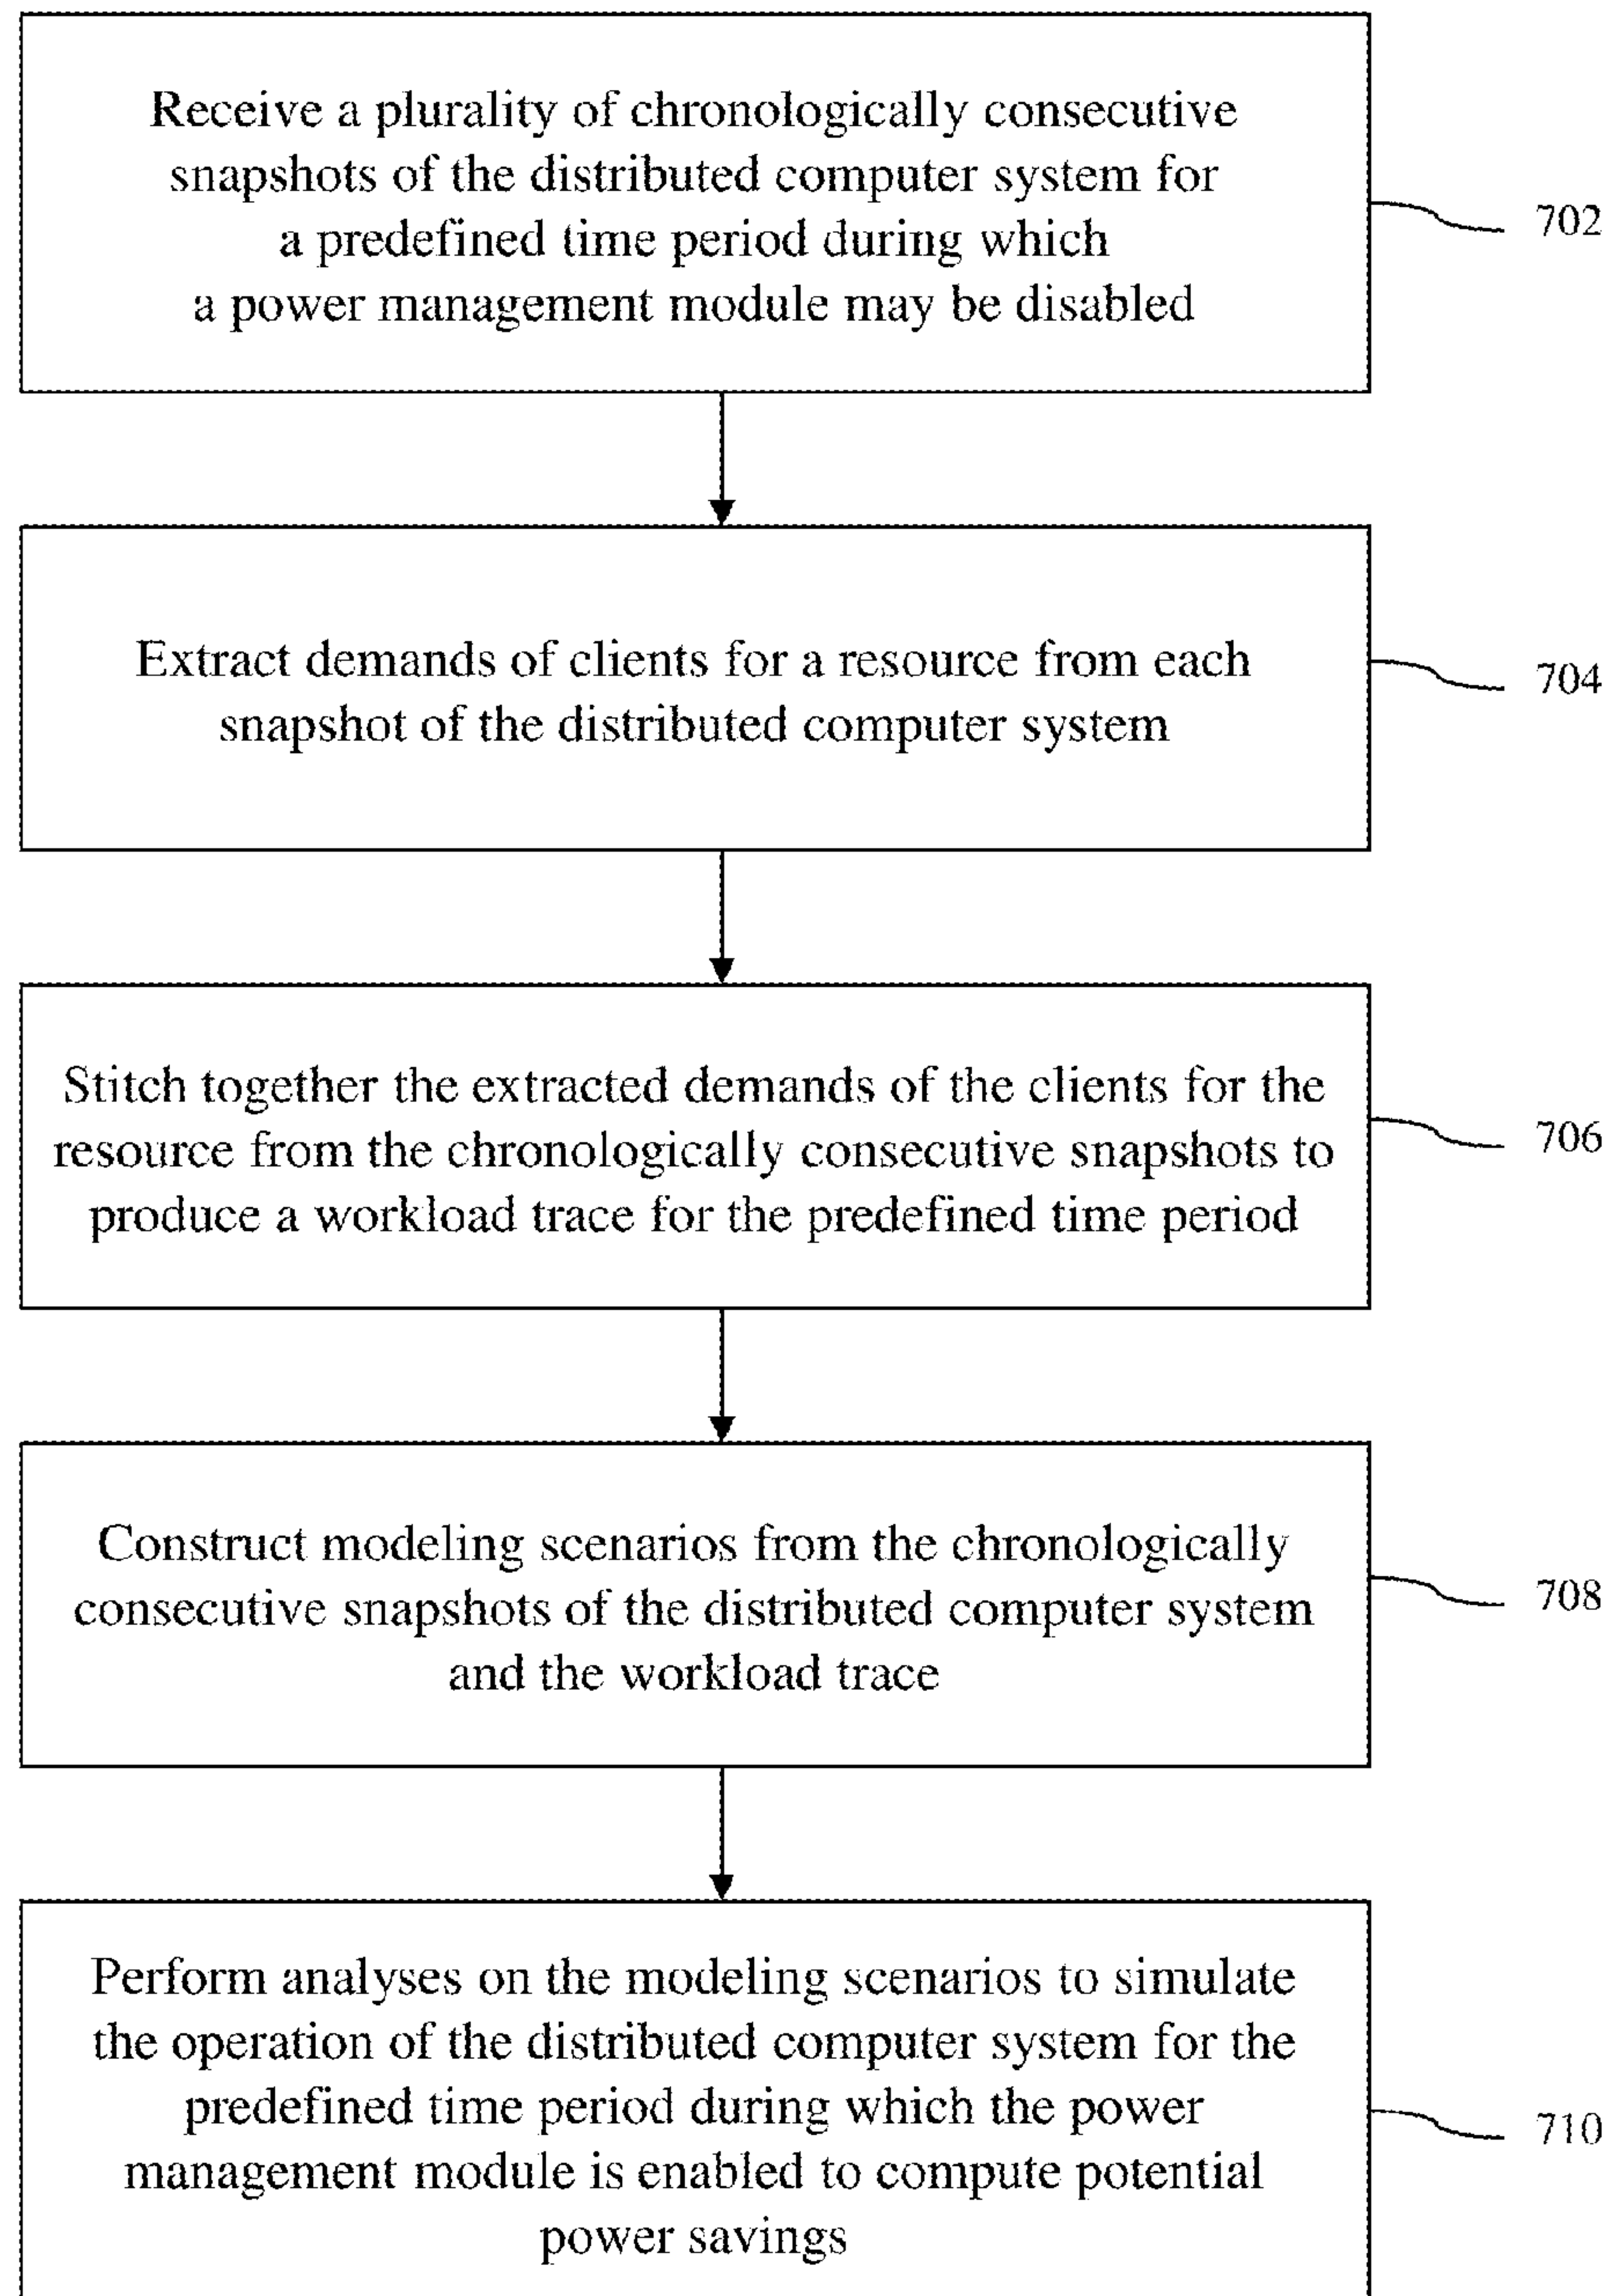 Receive a plurality of chronologically consecutive
snapshots of the distributed computer system for
a predefined time period during which
a power management module may be disabled
702
Extract demands of clients for a resource from each
snapshot of the distributed computer system
704
Stitch together the extracted demands of the clients for the
resource from the chronologically consecutive snapshots to
produce a workload trace for the predefined time period
706
Construct modeling scenarios from the chronologically
consecutive snapshots of the distributed computer system
and the workload trace
708
Perform analyses on the modeling scenarios to simulate
the operation of the distributed computer system for the
predefined time period during which the power
management module is enabled to compute potential
power savings
710